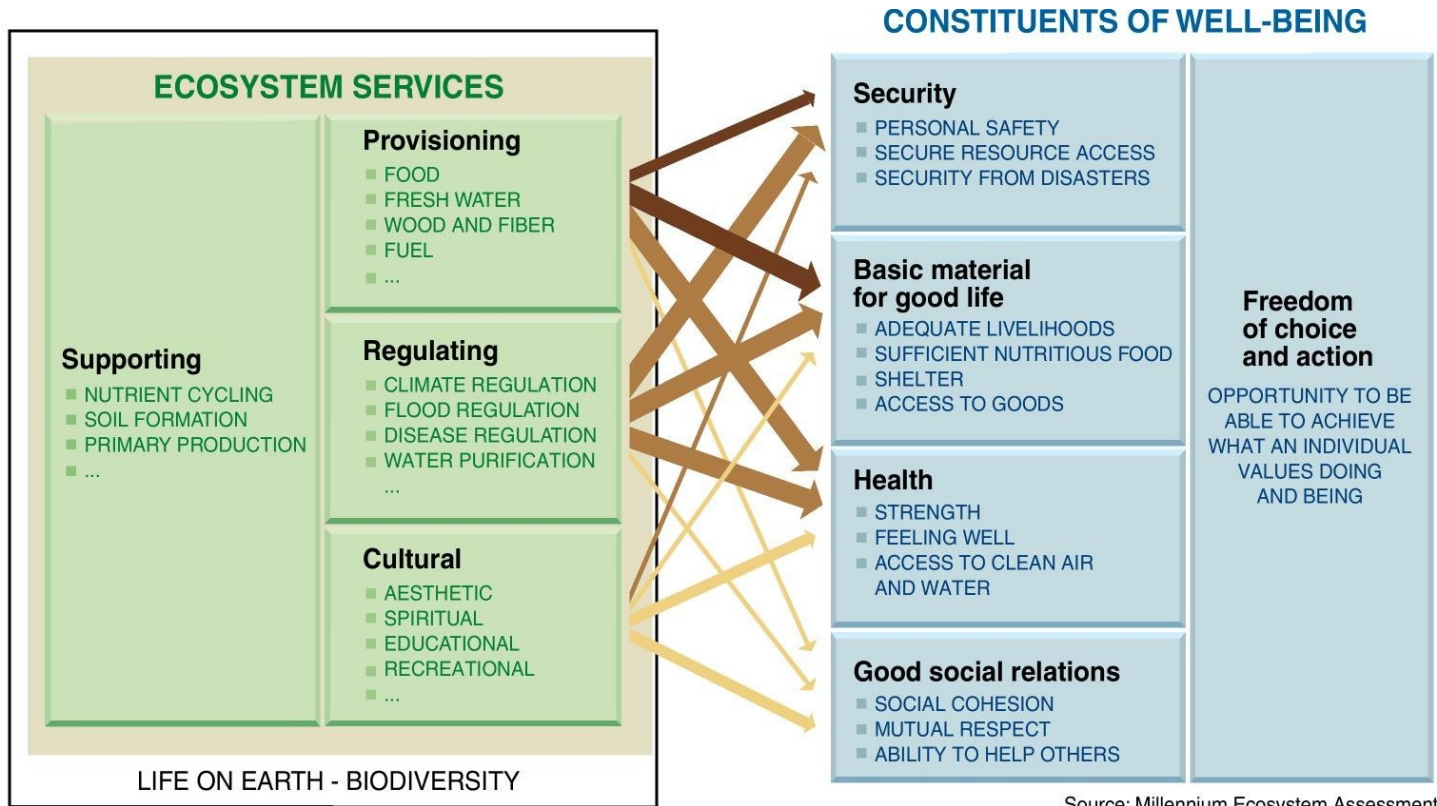 CONSTITUENTS OF WELL-BEING
ECOSYSTEM SERVICES
Supporting
NUTRIENT CYCLING
SOIL FORMATION
PRIMARY PRODUCTION
...
Provisioning
FOOD
FRESH WATER
WOOD AND FIBER
FUEL
...
Regulating
CLIMATE REGULATION
FLOOD REGULATION
DISEASE REGULATION
WATER PURIFICATION
...
Cultural
AESTHETIC
SPIRITUAL
EDUCATIONAL
RECREATIONAL
...
LIFE ON EARTH - BIODIVERSITY
Security
PERSONAL SAFETY
SECURE RESOURCE ACCESS
SECURITY FROM DISASTERS
Basic material
for good life
ADEQUATE LIVELIHOODS
SUFFICIENT NUTRITIOUS FOOD
SHELTER
ACCESS TO GOODS
Health
STRENGTH
FEELING WELL
ACCESS TO CLEAN AIR
AND WATER
Good social relations
SOCIAL COHESION
MUTUAL RESPECT
ABILITY TO HELP OTHERS
Freedom
of choice
and action
OPPORTUNITY TO BE
ABLE TO ACHIEVE
WHAT AN INDIVIDUAL
VALUES DOING
AND BEING
Source: Millennium Ecosystem Assessment